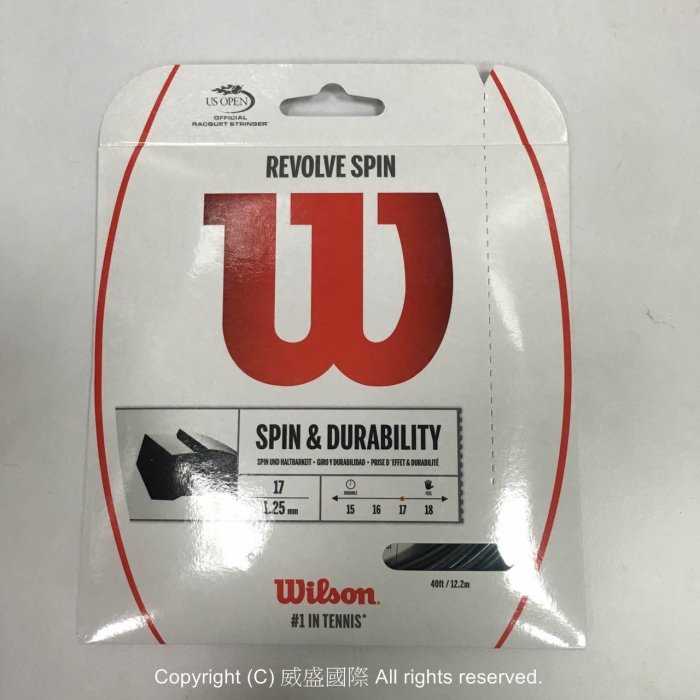 US OPEN
OFFICIAL
RACQUET STRINGER
REVOLVE SPIN
W
SPIN & DURABILITY
SPIN UND HALTBARKEIT • GIRO Y DURABILIDAD • PRISE D'EFFET & DURABILITÉ
17
1.25 mm
DURABLE FEEL
15 16 17 18
40ft / 12.2m
Wilson.
#1 IN TENNIS*
Copyright (C) 威盛國際 All rights reserved.